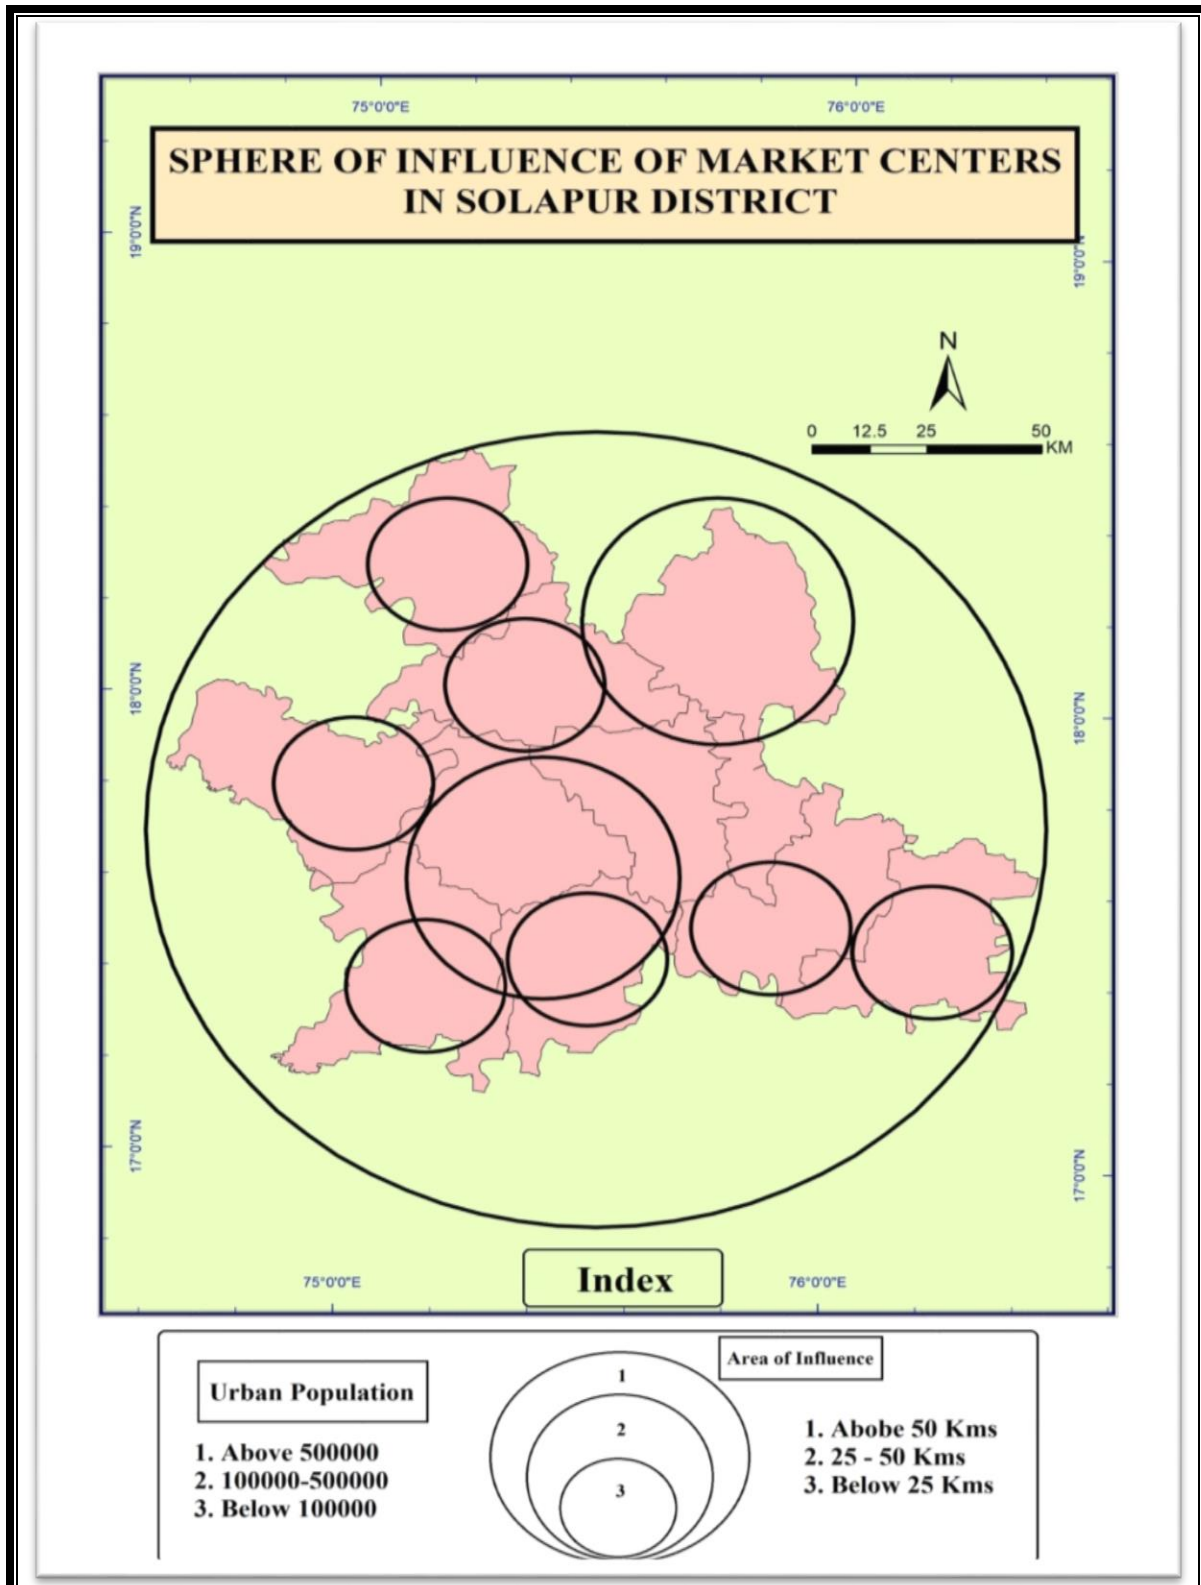 75°0'0"E
76°0'0"E
SPHERE OF INFLUENCE OF MARKET CENTERS
IN SOLAPUR DISTRICT
19°0'0"N
19°0'0"N
N
0 12.5 25 50
KM
18°0'0"N
18°0'0"N
17°0'0"N
17°0'0"N
75°0'0"E
Index
76°0'0"E
Urban Population
1. Above 500000
2. 100000-500000
3. Below 100000
1
2
3
Area of Influence
1. Abobe 50 Kms
2. 25 - 50 Kms
3. Below 25 Kms